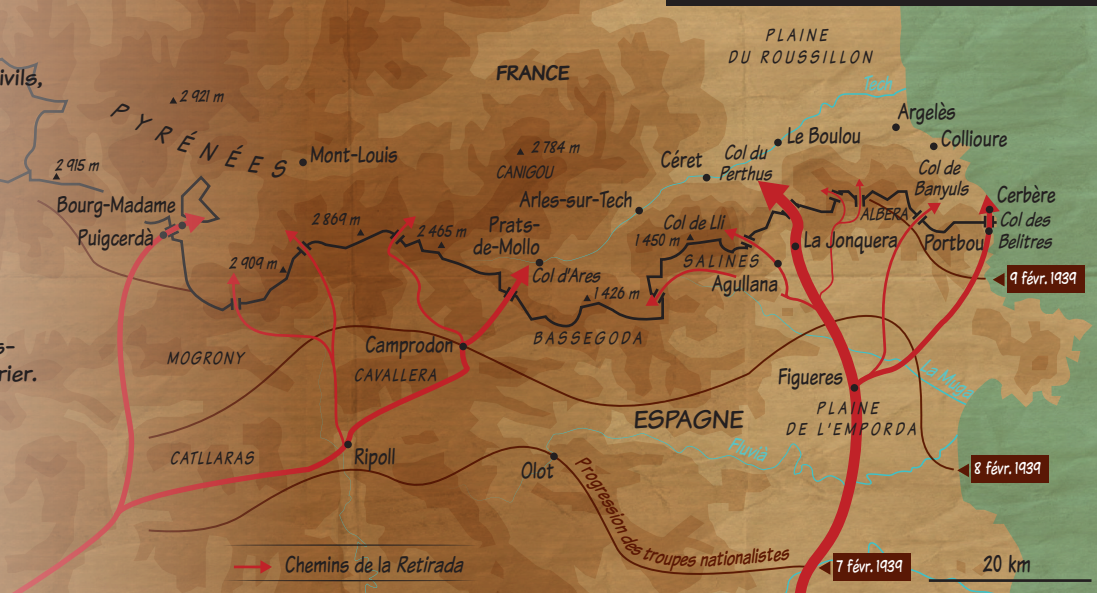 PLAINE
DU ROUSSILLON
FRANCE
ivils,
Tech
PYRÉNÉES
2 921 m
Argelès
Le Boulou
Collioure
2 784 m
CANIGOU
Mont-Louis
2 915 m
Céret
Col du
Perthus
Col de
Banyuls
Cerbère
Bourg-Madame
Arles-sur-Tech
2 869 m
Prats-
de-Mollo
Col de Lli
1 450 m
ALBERA
Col des
Belitres
Puigcerdà
2 465 m
La Jonquera
Portbou
2 909 m
Col d'Ares
SALINES
Agullana
9 févr. 1939
1 426 m
BASSEGODA
s-
rier.
MOGRONY
Camprodon
CAVALLERA
Figueres
La Muga
ESPAGNE
PLAINE
DE L'EMPORDA
CATLLARAS
Ripoll
Olot
Fluvià
8 févr. 1939
Progression des troupes nationalistes
Chemins de la Retirada
7 févr. 1939
20 km